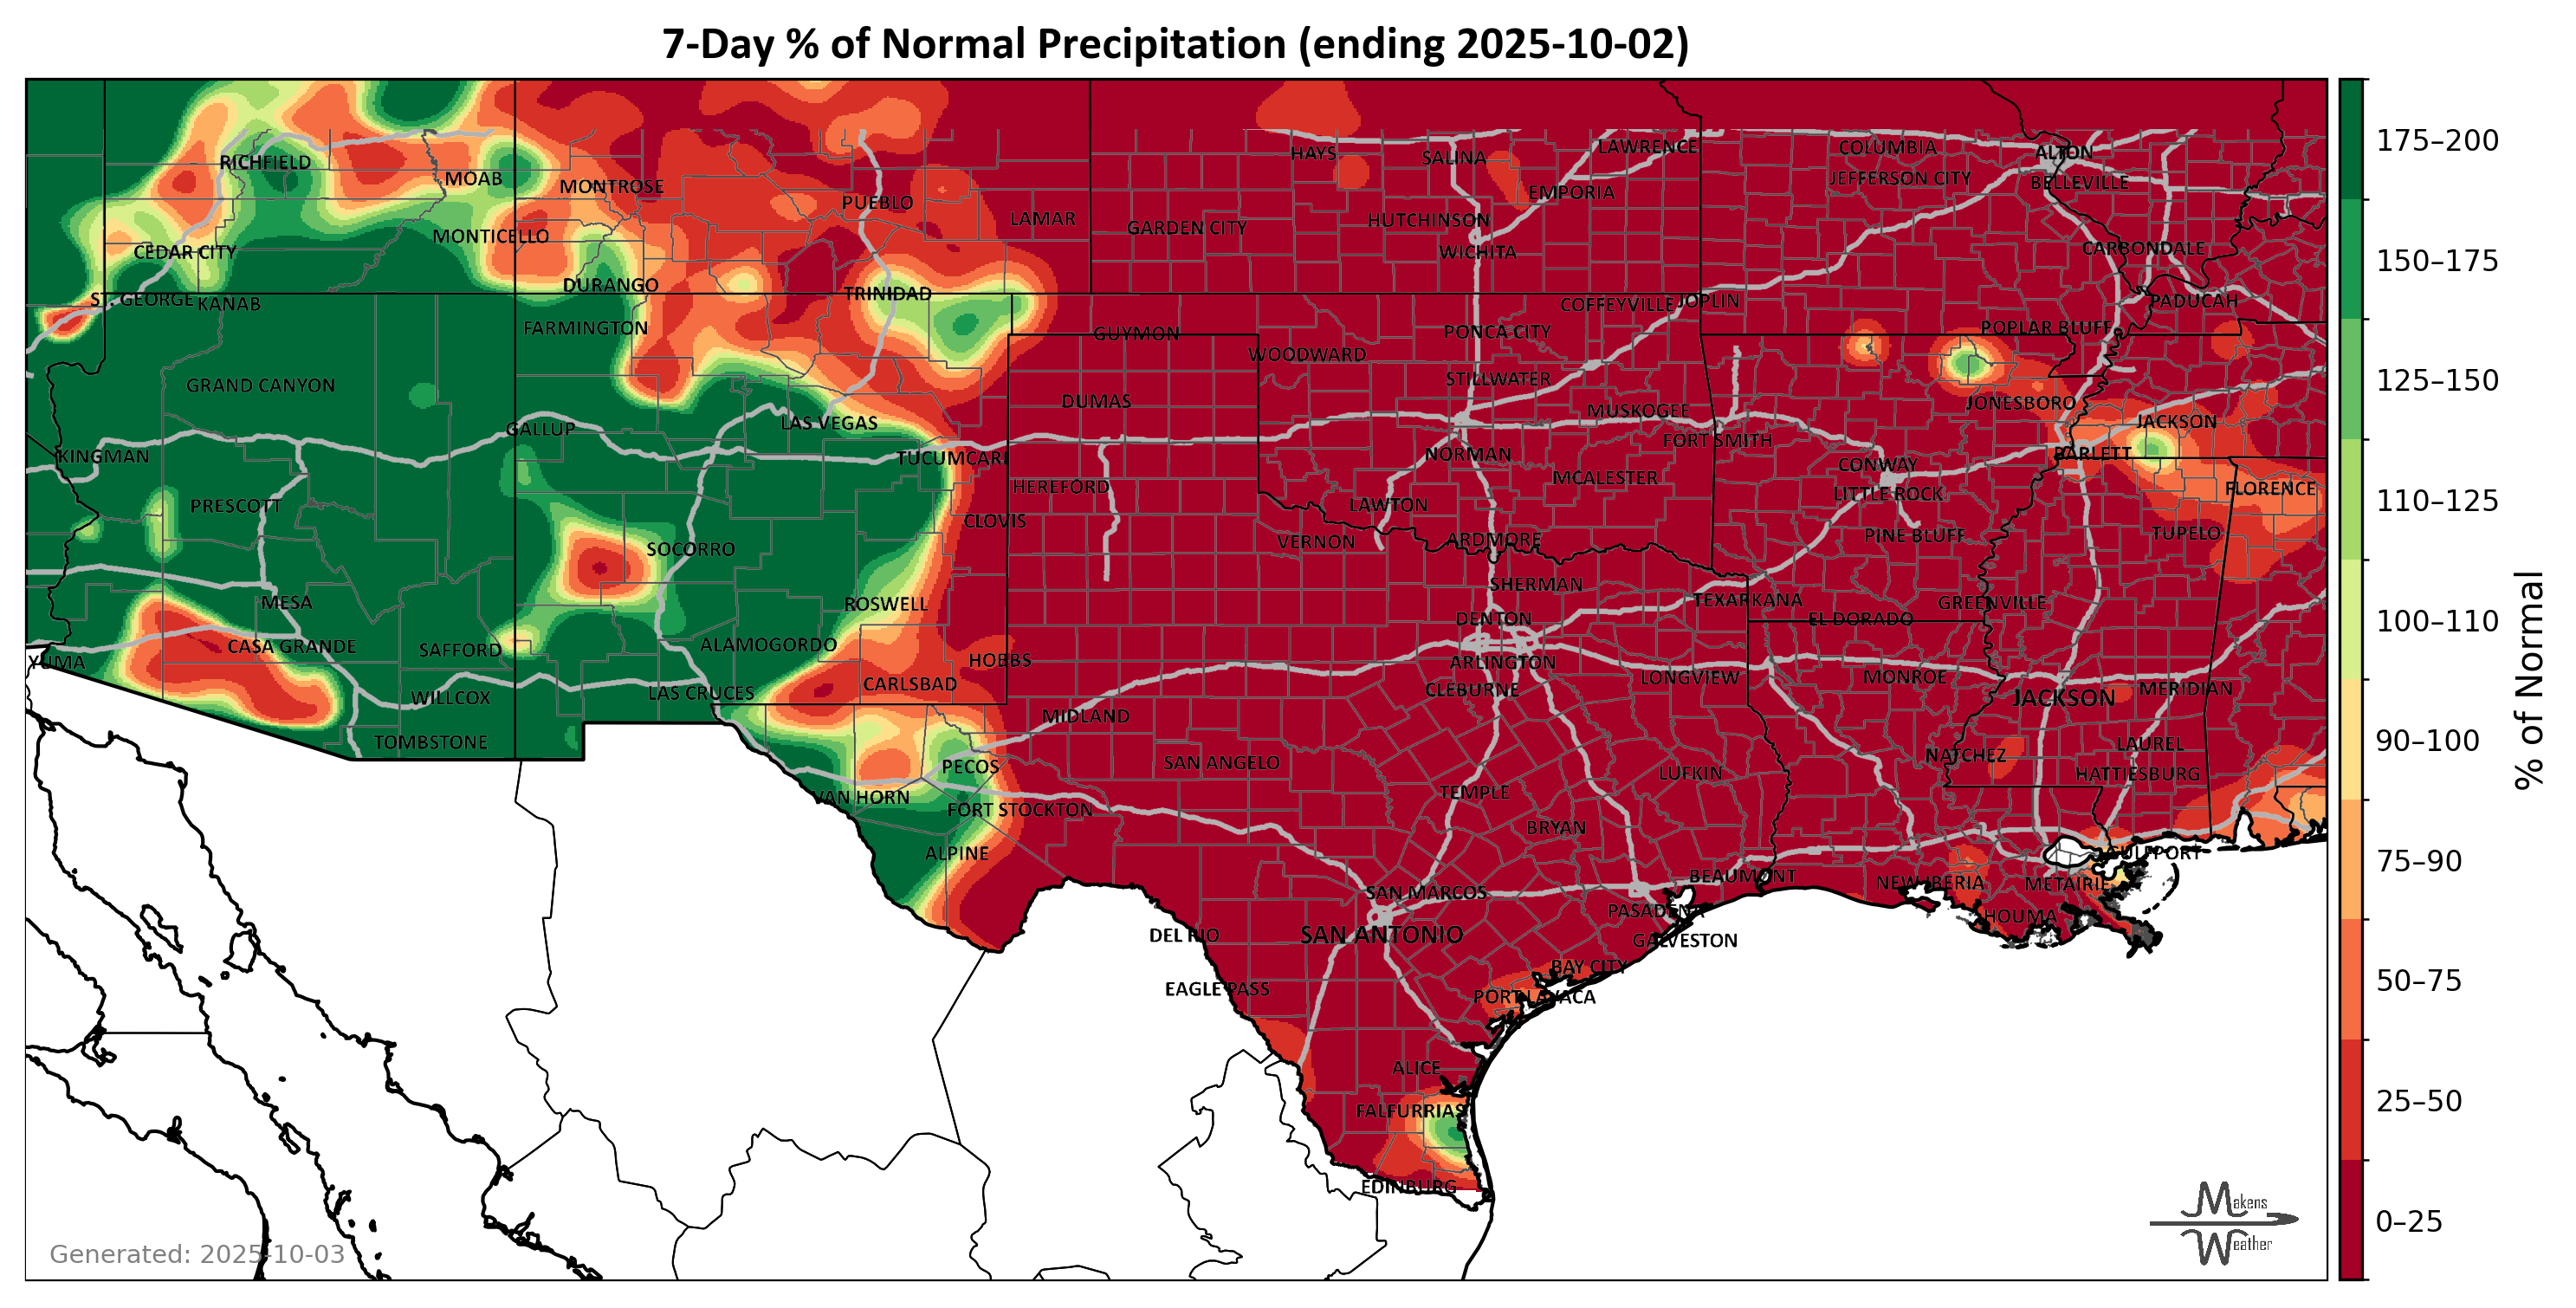 7-Day % of Normal Precipitation (ending 2025-10-02)
RICHFIELD
MOAB
MONTROSE
PUEBLO
LAMAR
HAYS
SALINA
LAWRENCE
COLUMBIA
ALTON
EMPORIA
JEFFERSON CITY
BELLEVILLE
CEDAR CITY
MONTICELLO
GARDEN CITY
HUTCHINSON
WICHITA
CARBONDALE
ST. GEORGE
KANAB
DURANGO
TRINIDAD
COFFEYVILLE
JOPLIN
PADUCAH
FARMINGTON
GUYMON
PONCA CITY
POPLAR BLUFF
WOODWARD
GRAND CANYON
DUMAS
STILLWATER
MUSKOGEE
JONESBORO
JACKSON
GALLUP
LAS VEGAS
KINGMAN
TUCUMCARI
NORMAN
FORT SMITH
BARLETT
CONWAY
PRESCOTT
HEREFORD
LAWTON
MCALESTER
LITTLE ROCK
FLORENCE
CLOVIS
VERNON
ARDMORE
PINE BLUFF
TUPELO
SOCORRO
SHERMAN
MESA
ROSWELL
DENTON
TEXARKANA
EL DORADO
GREENVILLE
CASA GRANDE
SAFFORD
ALAMOGORDO
YUMA
HOBBS
ARLINGTON
WILLCOX
LAS CRUCES
CARLSBAD
CLEBURNE
LONGVIEW
MONROE
JACKSON
MERIDIAN
TOMBSTONE
MIDLAND
PECOS
SAN ANGELO
LUFKIN
NATCHEZ
LAUREL
HATTIESBURG
VAN HORN
FORT STOCKTON
TEMPLE
BRYAN
ALPINE
GULFPORT
SAN MARCOS
BEAUMONT
NEW IBERIA
METAIRIE
PASADENA
HOUMA
DEL RIO
SAN ANTONIO
GALVESTON
EAGLE PASS
BAY CITY
PORT LAVACA
ALICE
FALFURRIAS
EDINBURG
Generated: 2025-10-03
Makens
Weather
175–200
150–175
125–150
110–125
100–110
90–100
75–90
50–75
25–50
0–25
% of Normal